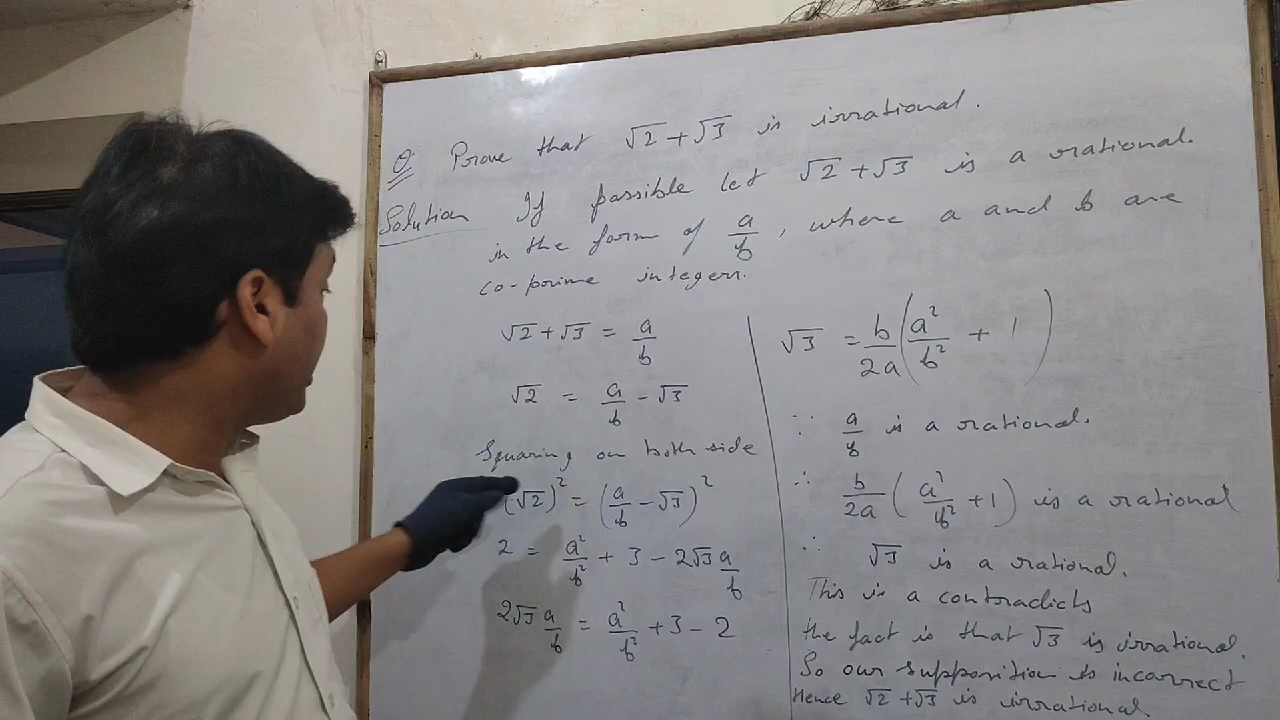 Q. Prove that √2 + √3 is irrational.
Solution If possible let √2 + √3 is a rational.
in the form of a/b, where a and b are
co-prime integers.
√2 + √3 = a/b
√2 = a/b - √3
Squaring on both side
(√2)² = (a/b - √3)²
2 = a²/b² + 3 - 2√3 a/b
2√3 a/b = a²/b² + 3 - 2
√3 = b/2a (a²/b² + 1)
∵ a/b is a rational.
∴ b/2a (a²/b² + 1) is a rational
∴ √3 is a rational.
This is a contradicts
the fact is that √3 is irrational.
So our supposition is incorrect
Hence √2 + √3 is irrational.